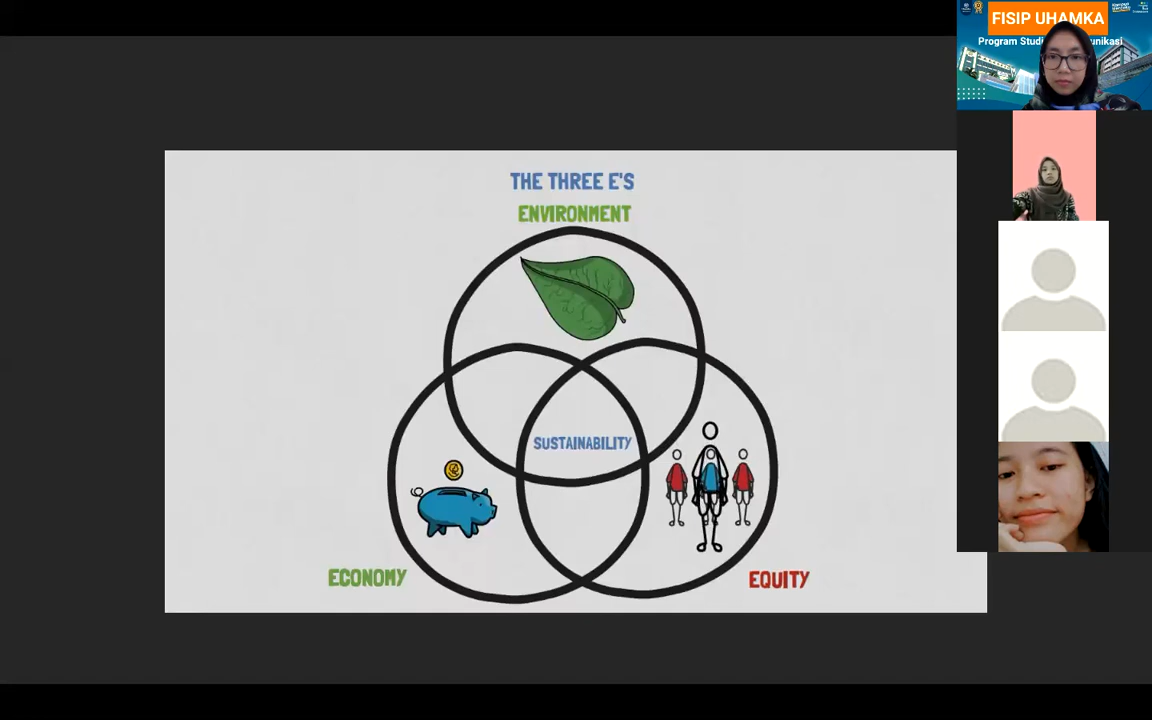 THE THREE E'S
ENVIRONMENT
SUSTAINABILITY
ECONOMY
EQUITY
FISIP UHAMKA
Program Studi